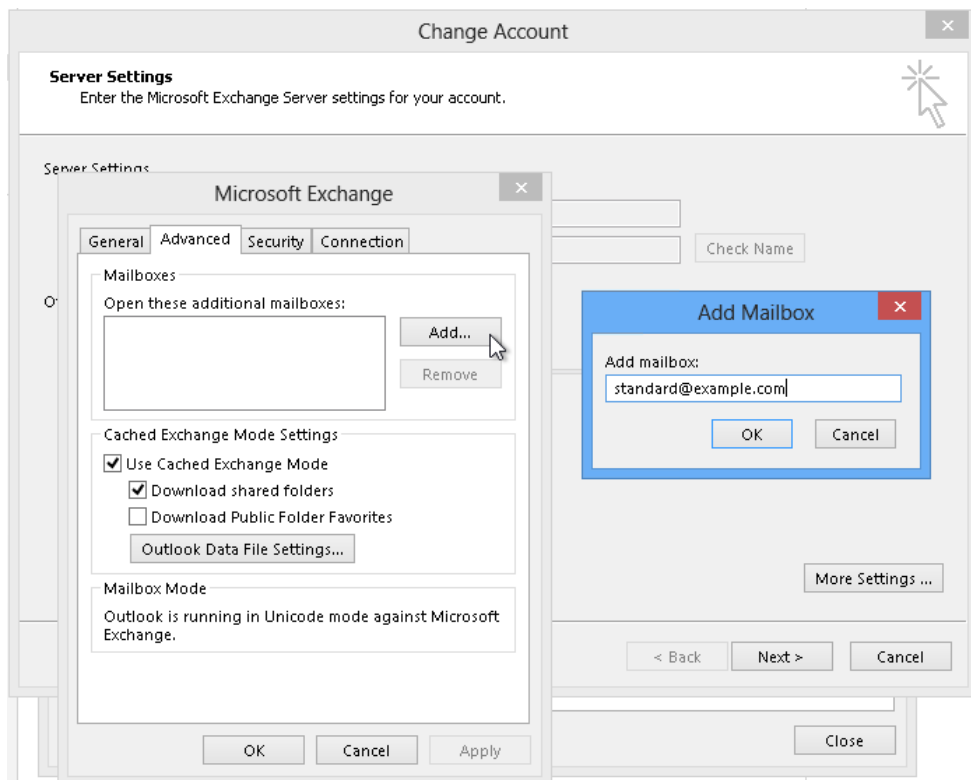 Change Account
Server Settings
Enter the Microsoft Exchange Server settings for your account.
Server Settings
Microsoft Exchange
General
Advanced
Security
Connection
Check Name
Mailboxes
Open these additional mailboxes:
Add...
Remove
Add Mailbox
Add mailbox:
standard@example.com
OK
Cancel
Cached Exchange Mode Settings
Use Cached Exchange Mode
Download shared folders
Download Public Folder Favorites
Outlook Data File Settings...
Mailbox Mode
Outlook is running in Unicode mode against Microsoft
Exchange.
More Settings ...
< Back
Next >
Cancel
OK
Cancel
Apply
Close